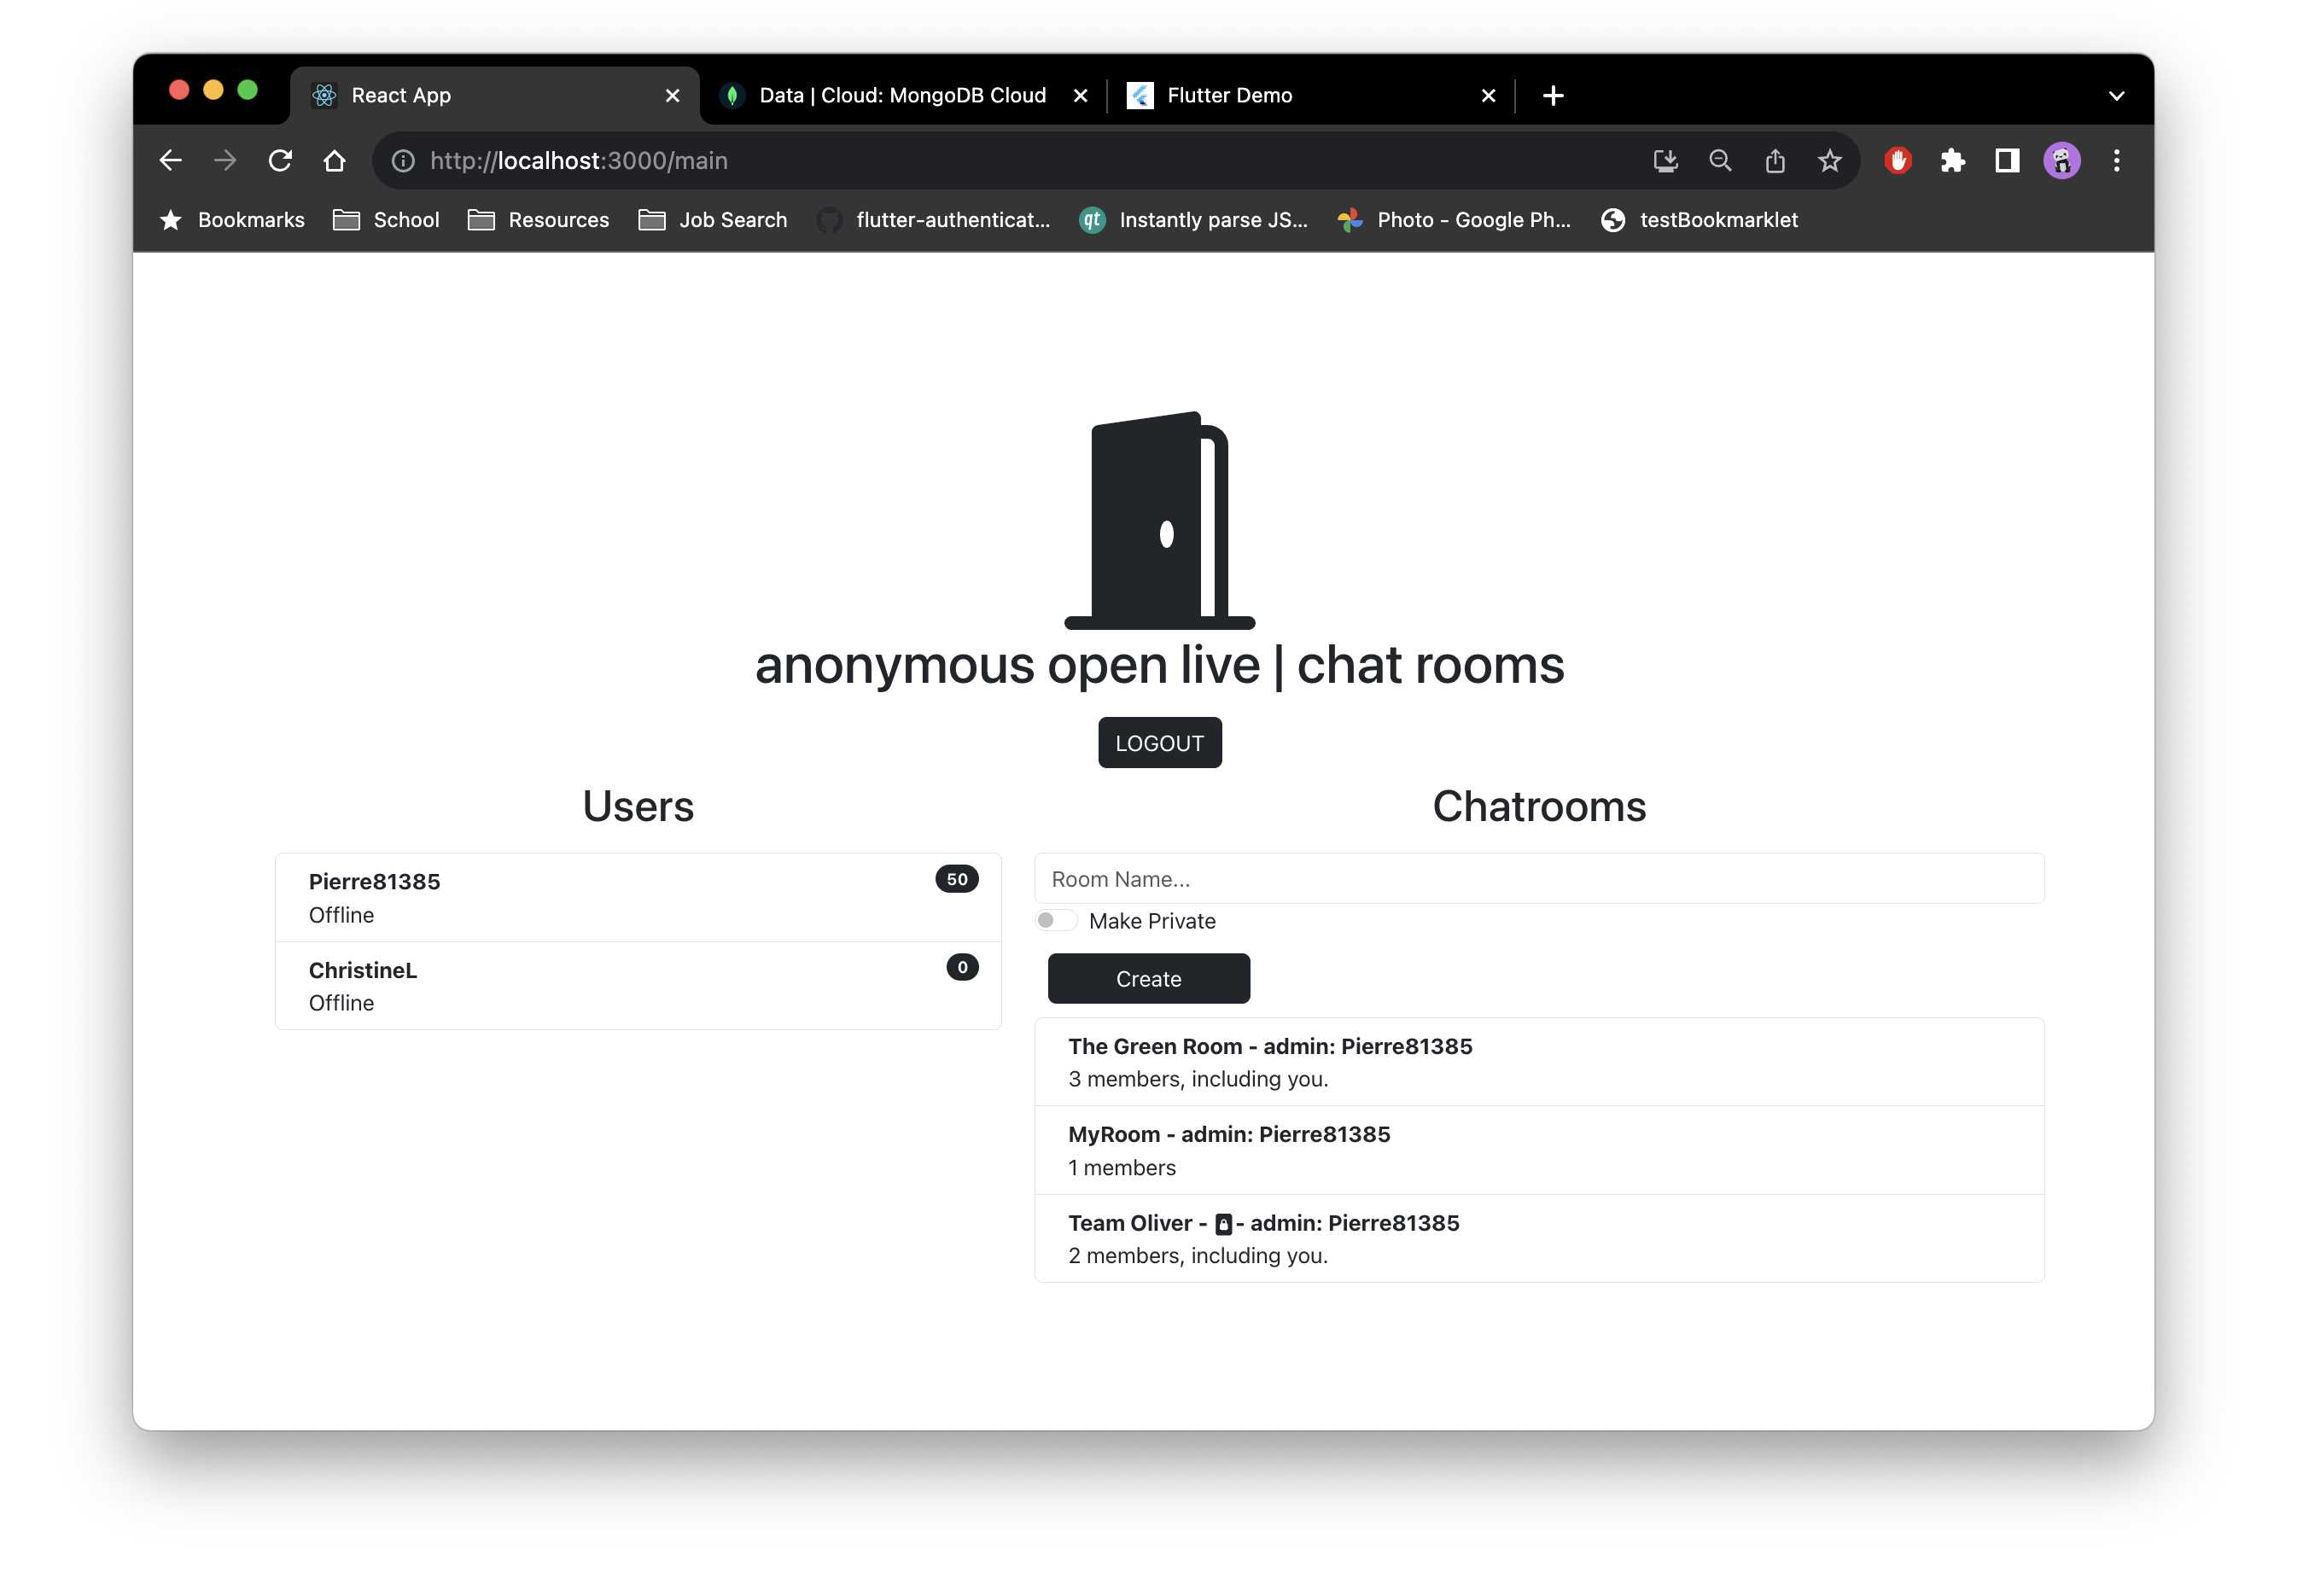 React App
Data | Cloud: MongoDB Cloud
Flutter Demo
http://localhost:3000/main
Bookmarks
School
Resources
Job Search
flutter-authenticat...
qt
Instantly parse JS...
Photo - Google Ph...
testBookmarklet
anonymous open live | chat rooms
LOGOUT
Users
Pierre81385
50
Offline
ChristineL
0
Offline
Chatrooms
Room Name...
Make Private
Create
The Green Room - admin: Pierre81385
3 members, including you.
MyRoom - admin: Pierre81385
1 members
Team Oliver - - admin: Pierre81385
2 members, including you.